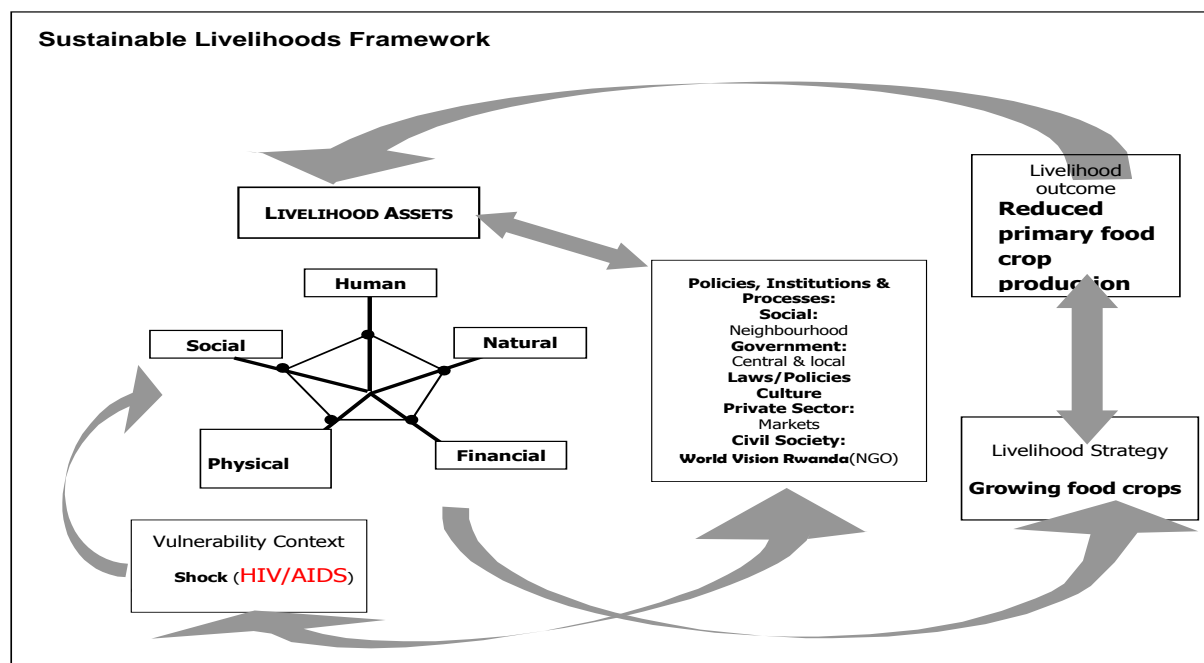 Sustainable Livelihoods Framework
LIVELIHOOD ASSETS
Human
Social
Natural
Physical
Financial
Vulnerability Context
Shock (HIV/AIDS)
Policies, Institutions &
Processes:
Social:
Neighbourhood
Government:
Central & local
Laws/Policies
Culture
Private Sector:
Markets
Civil Society:
World Vision Rwanda(NGO)
Livelihood
outcome
Reduced
primary food
crop
production
Livelihood Strategy
Growing food crops